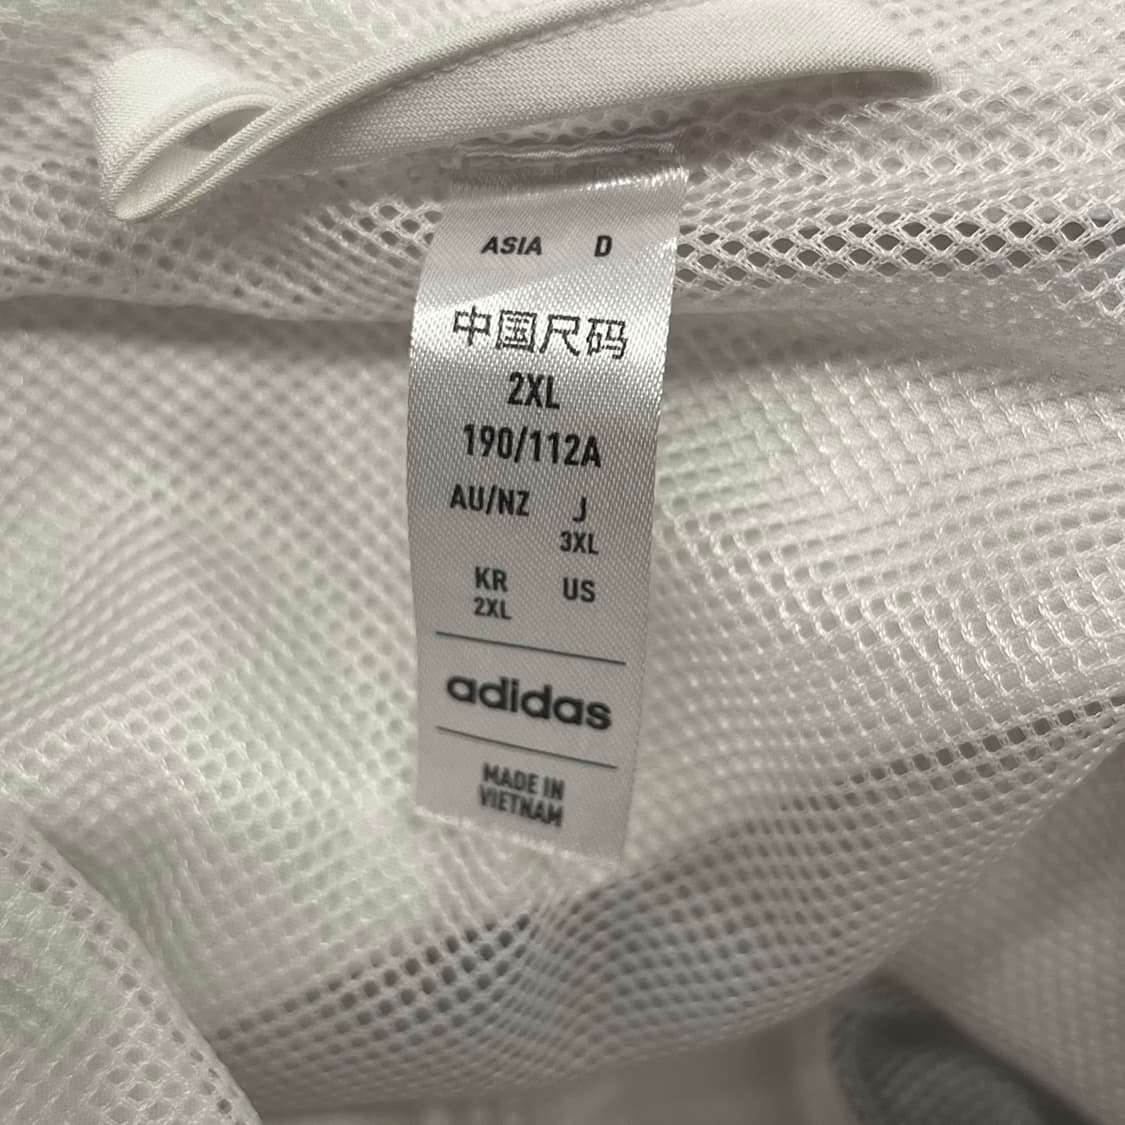 ASIA D
中国尺码
2XL
190/112A
AU/NZ J
3XL
KR US
2XL
adidas
MADE IN
VIETNAM